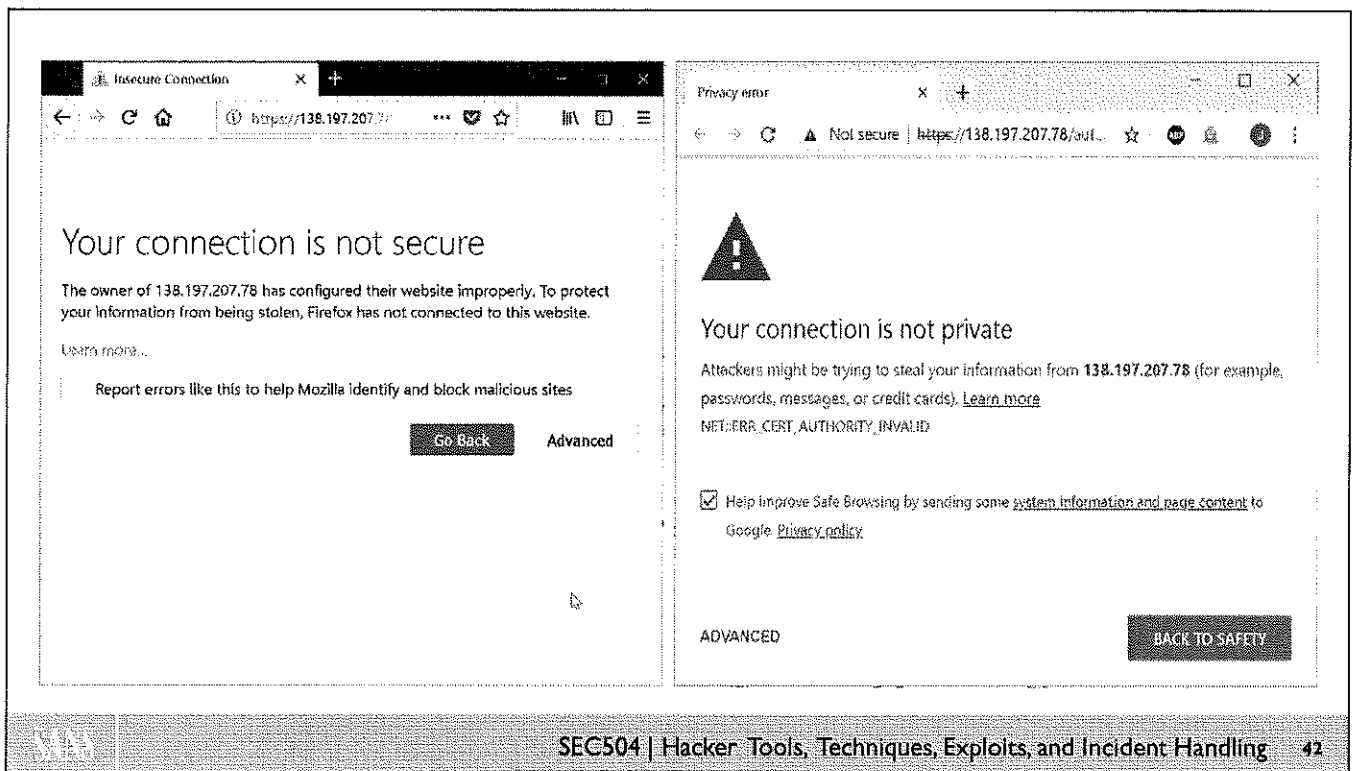 Insecure Connection
https://138.197.207.7
Your connection is not secure
The owner of 138.197.207.78 has configured their website improperly. To protect
your information from being stolen, Firefox has not connected to this website.
Learn more...
Report errors like this to help Mozilla identify and block malicious sites
Go Back
Advanced
Privacy error
Not secure | https://138.197.207.78/aut...
ABP
J
!
Your connection is not private
Attackers might be trying to steal your information from 138.197.207.78 (for example,
passwords, messages, or credit cards). Learn more
NET::ERR_CERT_AUTHORITY_INVALID
Help improve Safe Browsing by sending some system information and page content to
Google. Privacy policy
ADVANCED
BACK TO SAFETY
SANS
SEC504 | Hacker Tools, Techniques, Exploits, and Incident Handling 42